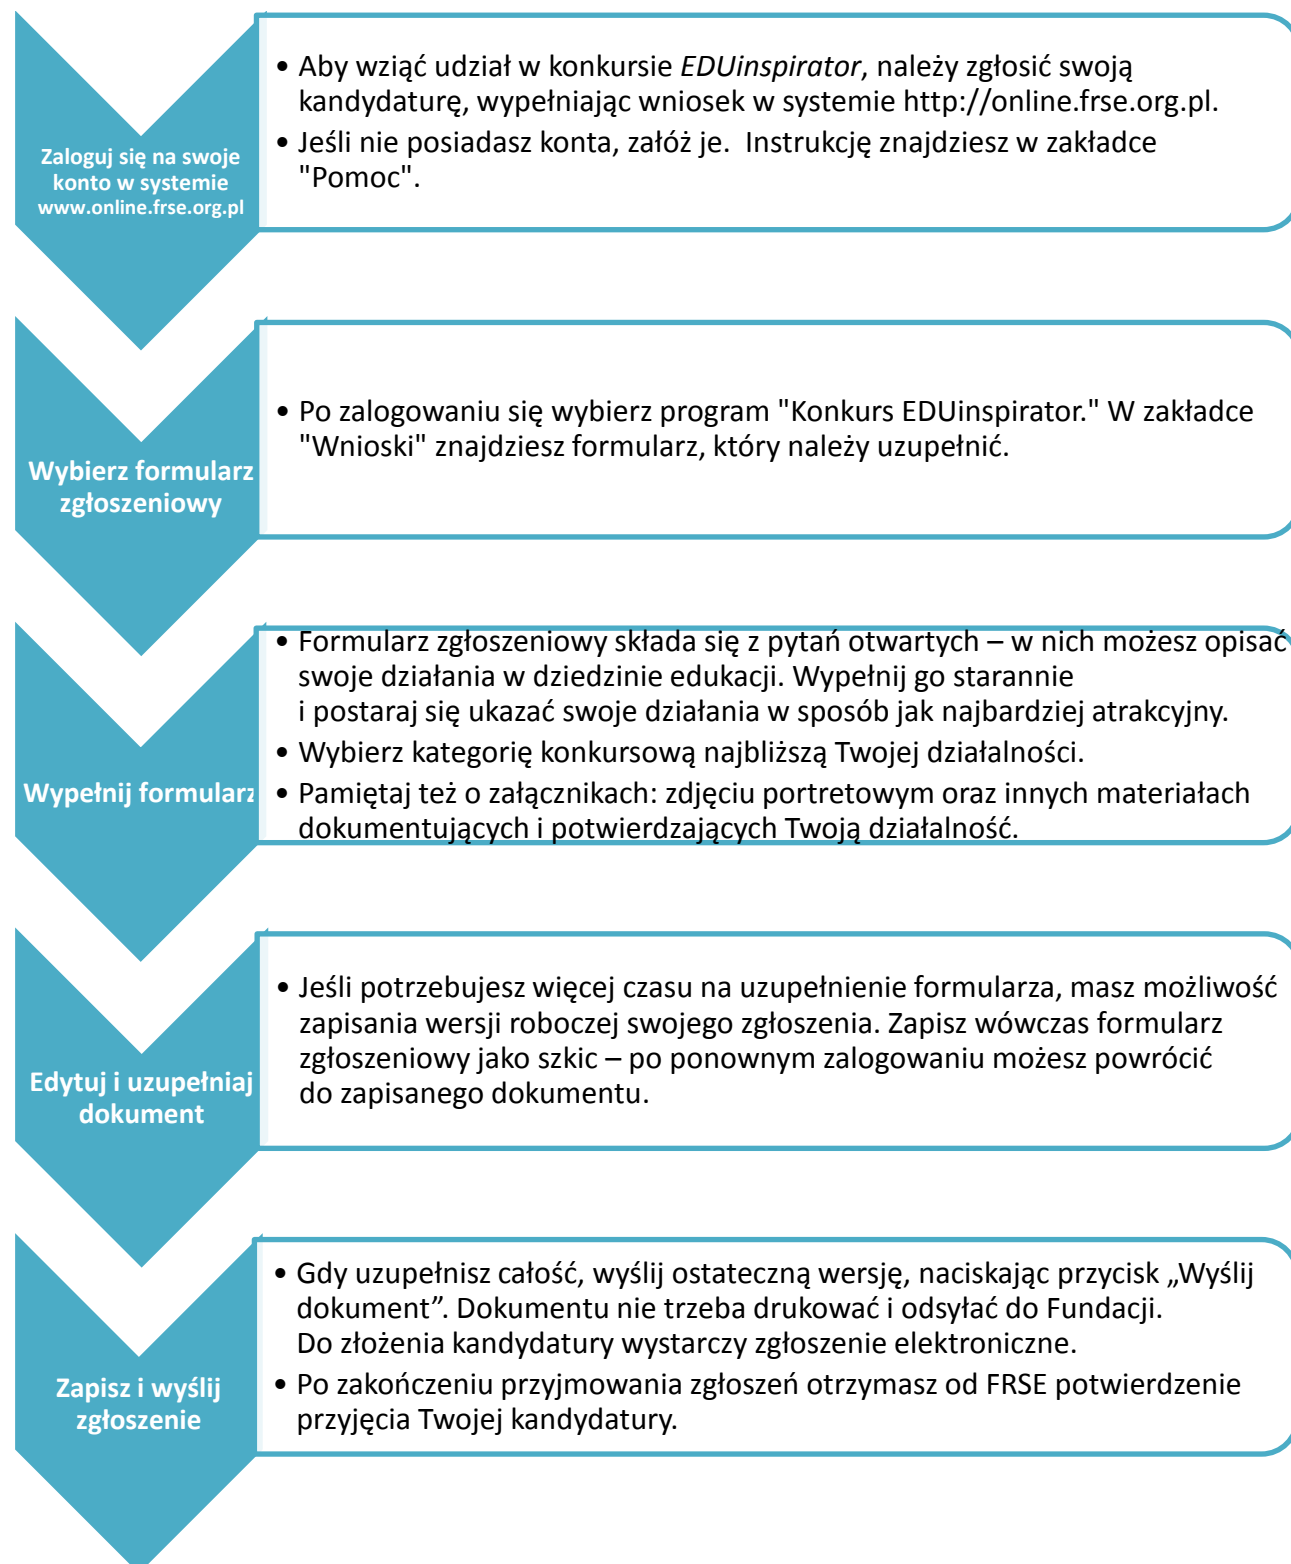 Zaloguj się na swoje
konto w systemie
www.online.frse.org.pl
• Aby wziąć udział w konkursie EDUinspirator, należy zgłosić swoją
kandydaturę, wypełniając wniosek w systemie http://online.frse.org.pl.
• Jeśli nie posiadasz konta, załóż je. Instrukcję znajdziesz w zakładce
"Pomoc".
Wybierz formularz
zgłoszeniowy
• Po zalogowaniu się wybierz program "Konkurs EDUinspirator." W zakładce
"Wnioski" znajdziesz formularz, który należy uzupełnić.
Wypełnij formularz
• Formularz zgłoszeniowy składa się z pytań otwartych – w nich możesz opisać
swoje działania w dziedzinie edukacji. Wypełnij go starannie
i postaraj się ukazać swoje działania w sposób jak najbardziej atrakcyjny.
• Wybierz kategorię konkursową najbliższą Twojej działalności.
• Pamiętaj też o załącznikach: zdjęciu portretowym oraz innych materiałach
dokumentujących i potwierdzających Twoją działalność.
Edytuj i uzupełniaj
dokument
• Jeśli potrzebujesz więcej czasu na uzupełnienie formularza, masz możliwość
zapisania wersji roboczej swojego zgłoszenia. Zapisz wówczas formularz
zgłoszeniowy jako szkic – po ponownym zalogowaniu możesz powrócić
do zapisanego dokumentu.
Zapisz i wyślij
zgłoszenie
• Gdy uzupełnisz całość, wyślij ostateczną wersję, naciskając przycisk „Wyślij
dokument”. Dokumentu nie trzeba drukować i odsyłać do Fundacji.
Do złożenia kandydatury wystarczy zgłoszenie elektroniczne.
• Po zakończeniu przyjmowania zgłoszeń otrzymasz od FRSE potwierdzenie
przyjęcia Twojej kandydatury.